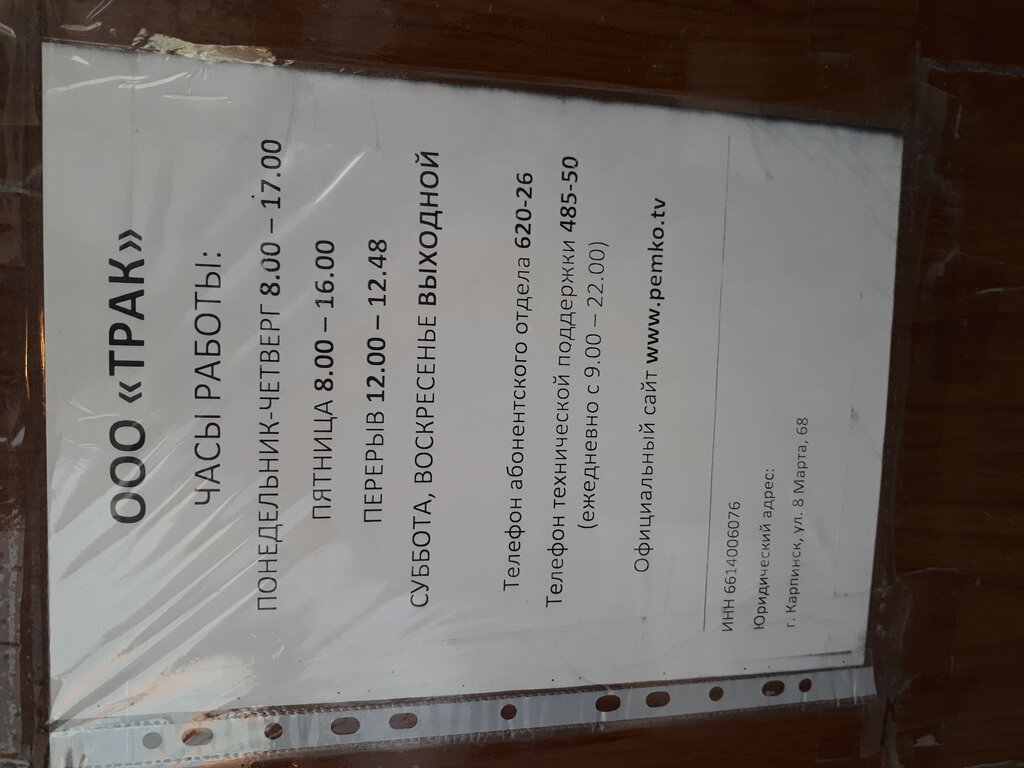 ООО «ТРАК»
ЧАСЫ РАБОТЫ:
ПОНЕДЕЛЬНИК-ЧЕТВЕРГ 8.00 – 17.00
ПЯТНИЦА 8.00 – 16.00
ПЕРЕРЫВ 12.00 – 12.48
СУББОТА, ВОСКРЕСЕНЬЕ ВЫХОДНОЙ
Телефон абонентского отдела 620-26
Телефон технической поддержки 485-50
(ежедневно с 9.00 – 22.00)
Официальный сайт www.pemko.tv
ИНН 6614006076
Юридический адрес:
г. Карпинск, ул. 8 Марта, 68